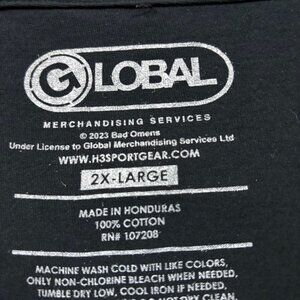 GLOBAL
MERCHANDISING SERVICES
© 2023 Bad Omens
Under License to Global Merchandising Services Ltd
WWW.H3SPORTGEAR.COM
2X-LARGE
MADE IN HONDURAS
100% COTTON
RN# 107208
MACHINE WASH COLD WITH LIKE COLORS,
ONLY NON-CHLORINE BLEACH WHEN NEEDED,
TUMBLE DRY LOW, COOL IRON IF NEEDED,
DRY CLEAN